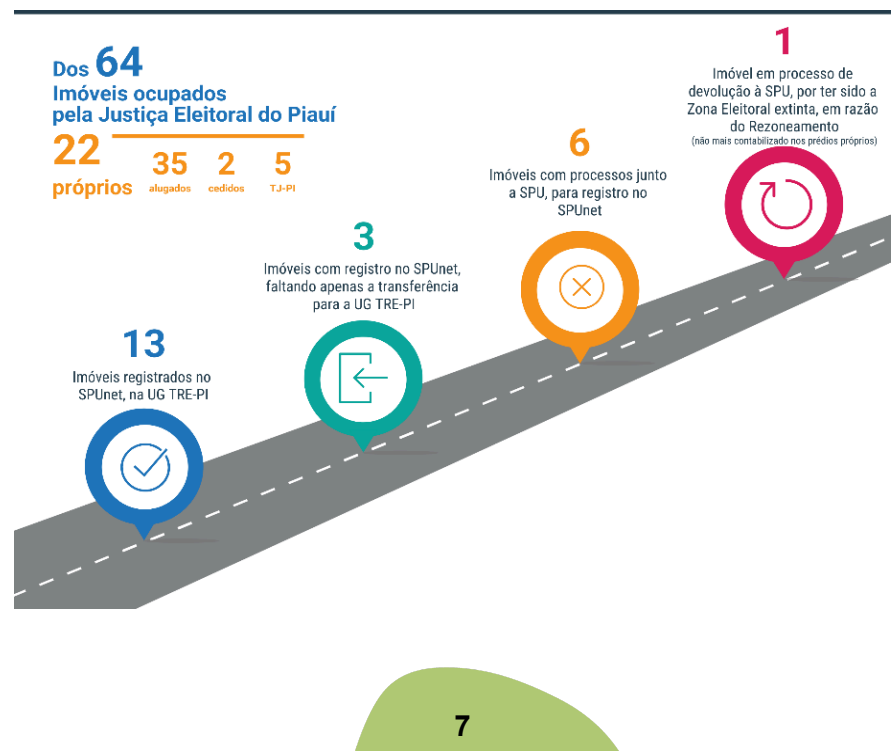 Dos 64
Imóveis ocupados
pela Justiça Eleitoral do Piauí
22
próprios
35
alugados
2
cedidos
5
TJ-PI
13
Imóveis registrados no
SPUnet, na UG TRE-PI
3
Imóveis com registro no SPUnet,
faltando apenas a transferência
para a UG TRE-PI
6
Imóveis com processos junto
a SPU, para registro no
SPUnet
1
Imóvel em processo de
devolução à SPU, por ter sido a
Zona Eleitoral extinta, em razão
do Rezoneamento
(não mais contabilizado nos prédios próprios)
7